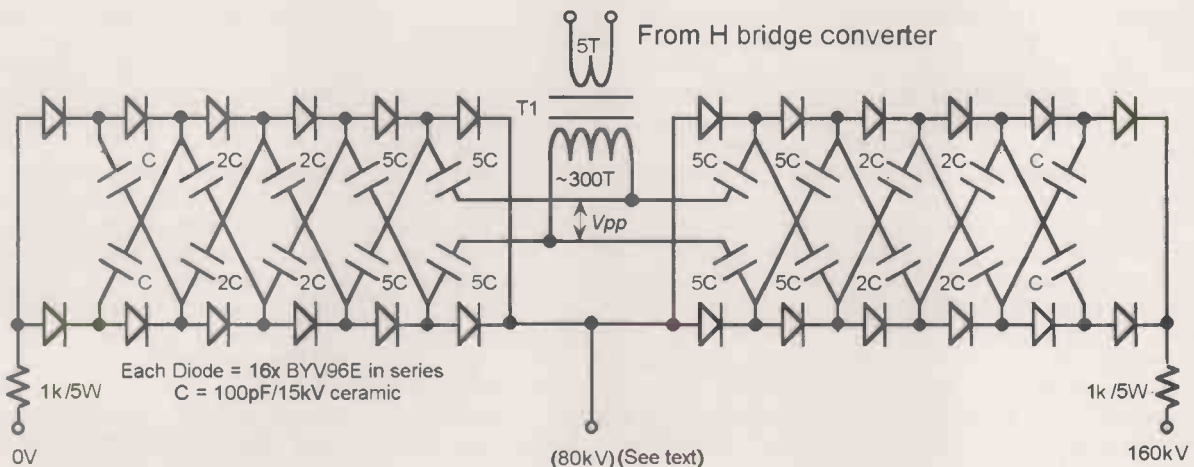 From H bridge converter
5T
T1
~300T
Vpp
C 2C 2C 5C 5C
5C 5C 2C 2C C
C 2C 2C 5C 5C
5C 5C 2C 2C C
Each Diode = 16x BYV96E in series
C = 100pF/15kV ceramic
1k/5W
1k/5W
0V
(80kV) (See text)
160kV